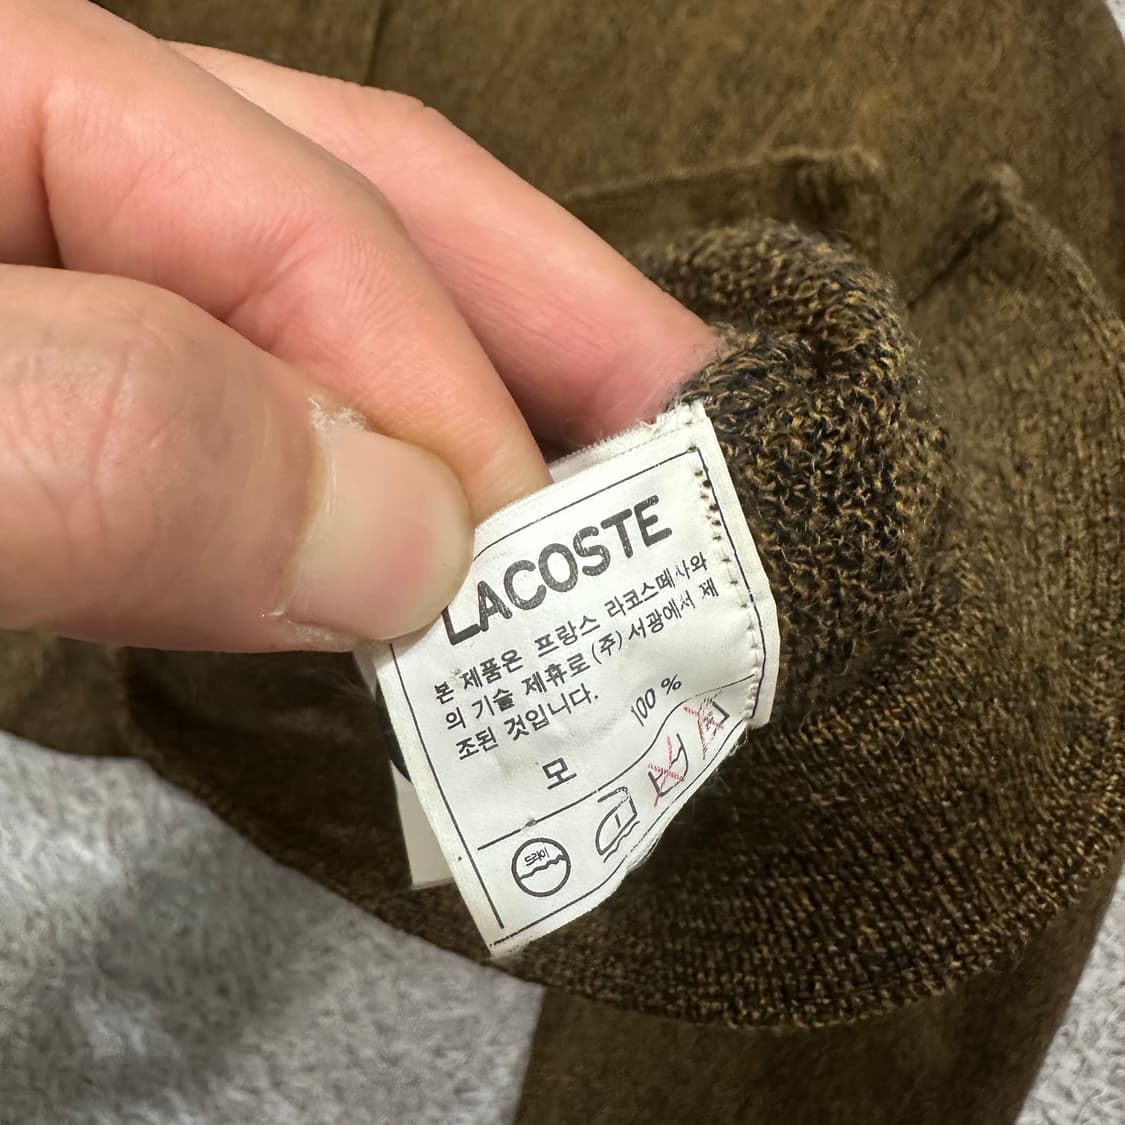 LACOSTE
본 제품은 프랑스 라코스떼사와
의 기술 제휴로 (주) 서광에서 제
조된 것입니다.
모 100 %
드라이